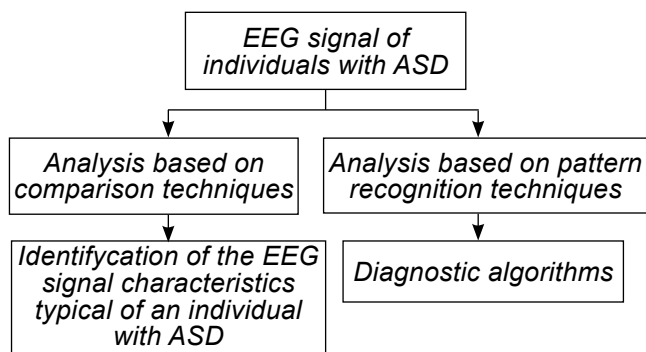 EEG signal of
individuals with ASD
Analysis based on
comparison techniques
Analysis based on pattern
recognition techniques
Identifycation of the EEG
signal characteristics
typical of an individual
with ASD
Diagnostic algorithms